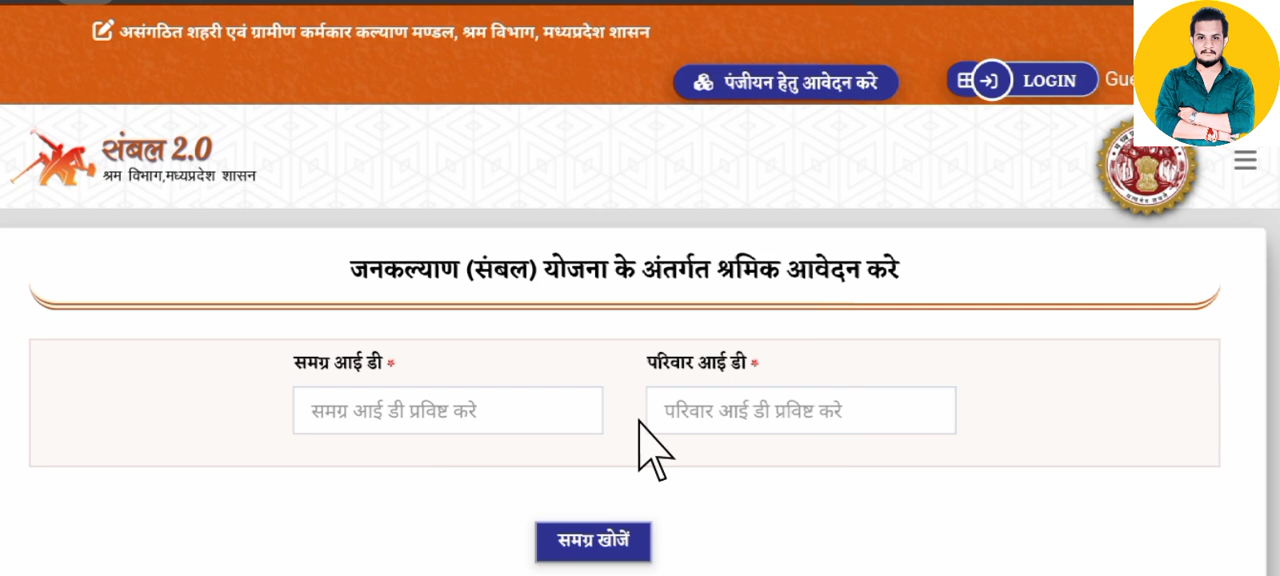 असंगठित शहरी एवं ग्रामीण कर्मकार कल्याण मण्डल, श्रम विभाग, मध्यप्रदेश शासन
पंजीयन हेतु आवेदन करे
LOGIN
संबल 2.0
श्रम विभाग,मध्यप्रदेश शासन
जनकल्याण (संबल) योजना के अंतर्गत श्रमिक आवेदन करे
समग्र आई डी *
परिवार आई डी *
समग्र आई डी प्रविष्ट करे
परिवार आई डी प्रविष्ट करे
समग्र खोजें